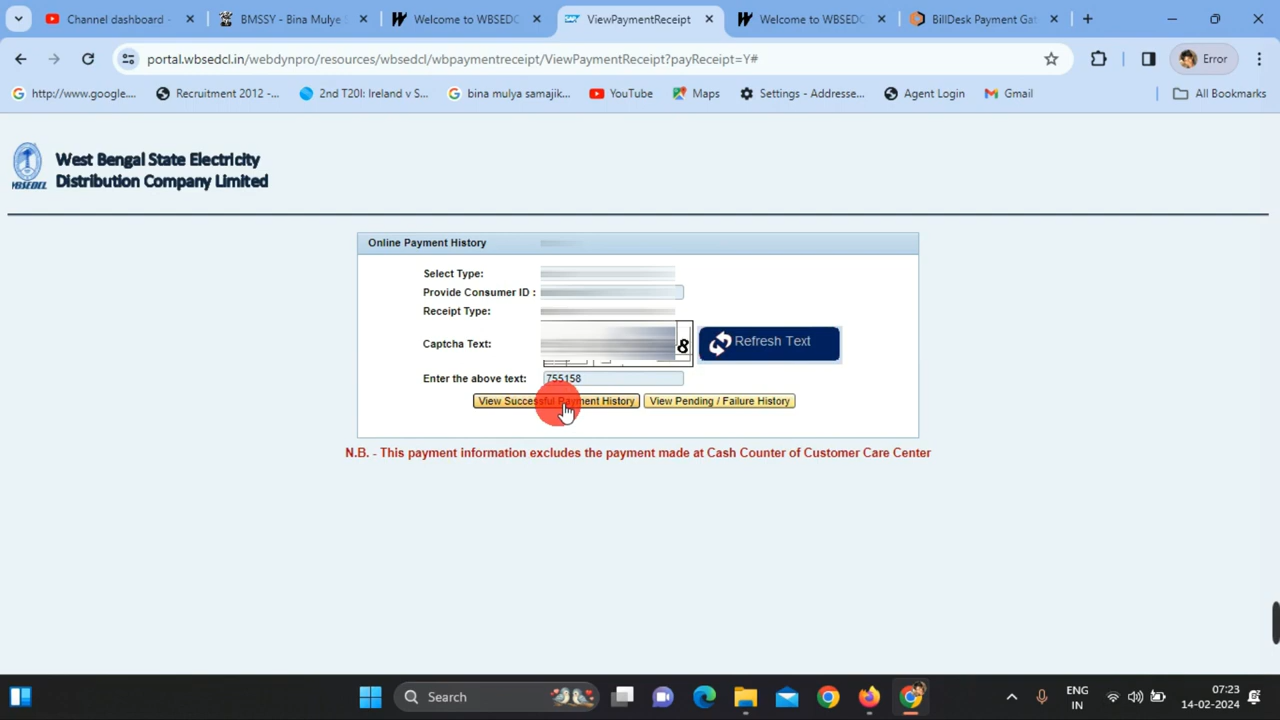 Channel dashboard -
BMSSY - Bina Mulye
Welcome to WBSEDC
ViewPaymentReceipt
Welcome to WBSEDC
BillDesk Payment Gat
portal.wbsedcl.in/webdynpro/resources/wbsedcl/wbpaymentreceipt/ViewPaymentReceipt?payReceipt=Y#
Error
http://www.google....
Recruitment 2012 -...
2nd T20I: Ireland v S...
bina mulya samajik...
YouTube
Maps
Settings - Addresse...
Agent Login
Gmail
All Bookmarks
West Bengal State Electricity
Distribution Company Limited
WBSEDCL
Online Payment History
Select Type:
Provide Consumer ID :
Receipt Type:
Captcha Text:
8
Refresh Text
Enter the above text:
755158
View Successful Payment History
View Pending / Failure History
N.B. - This payment information excludes the payment made at Cash Counter of Customer Care Center
Search
ENG
IN
07:23
14-02-2024